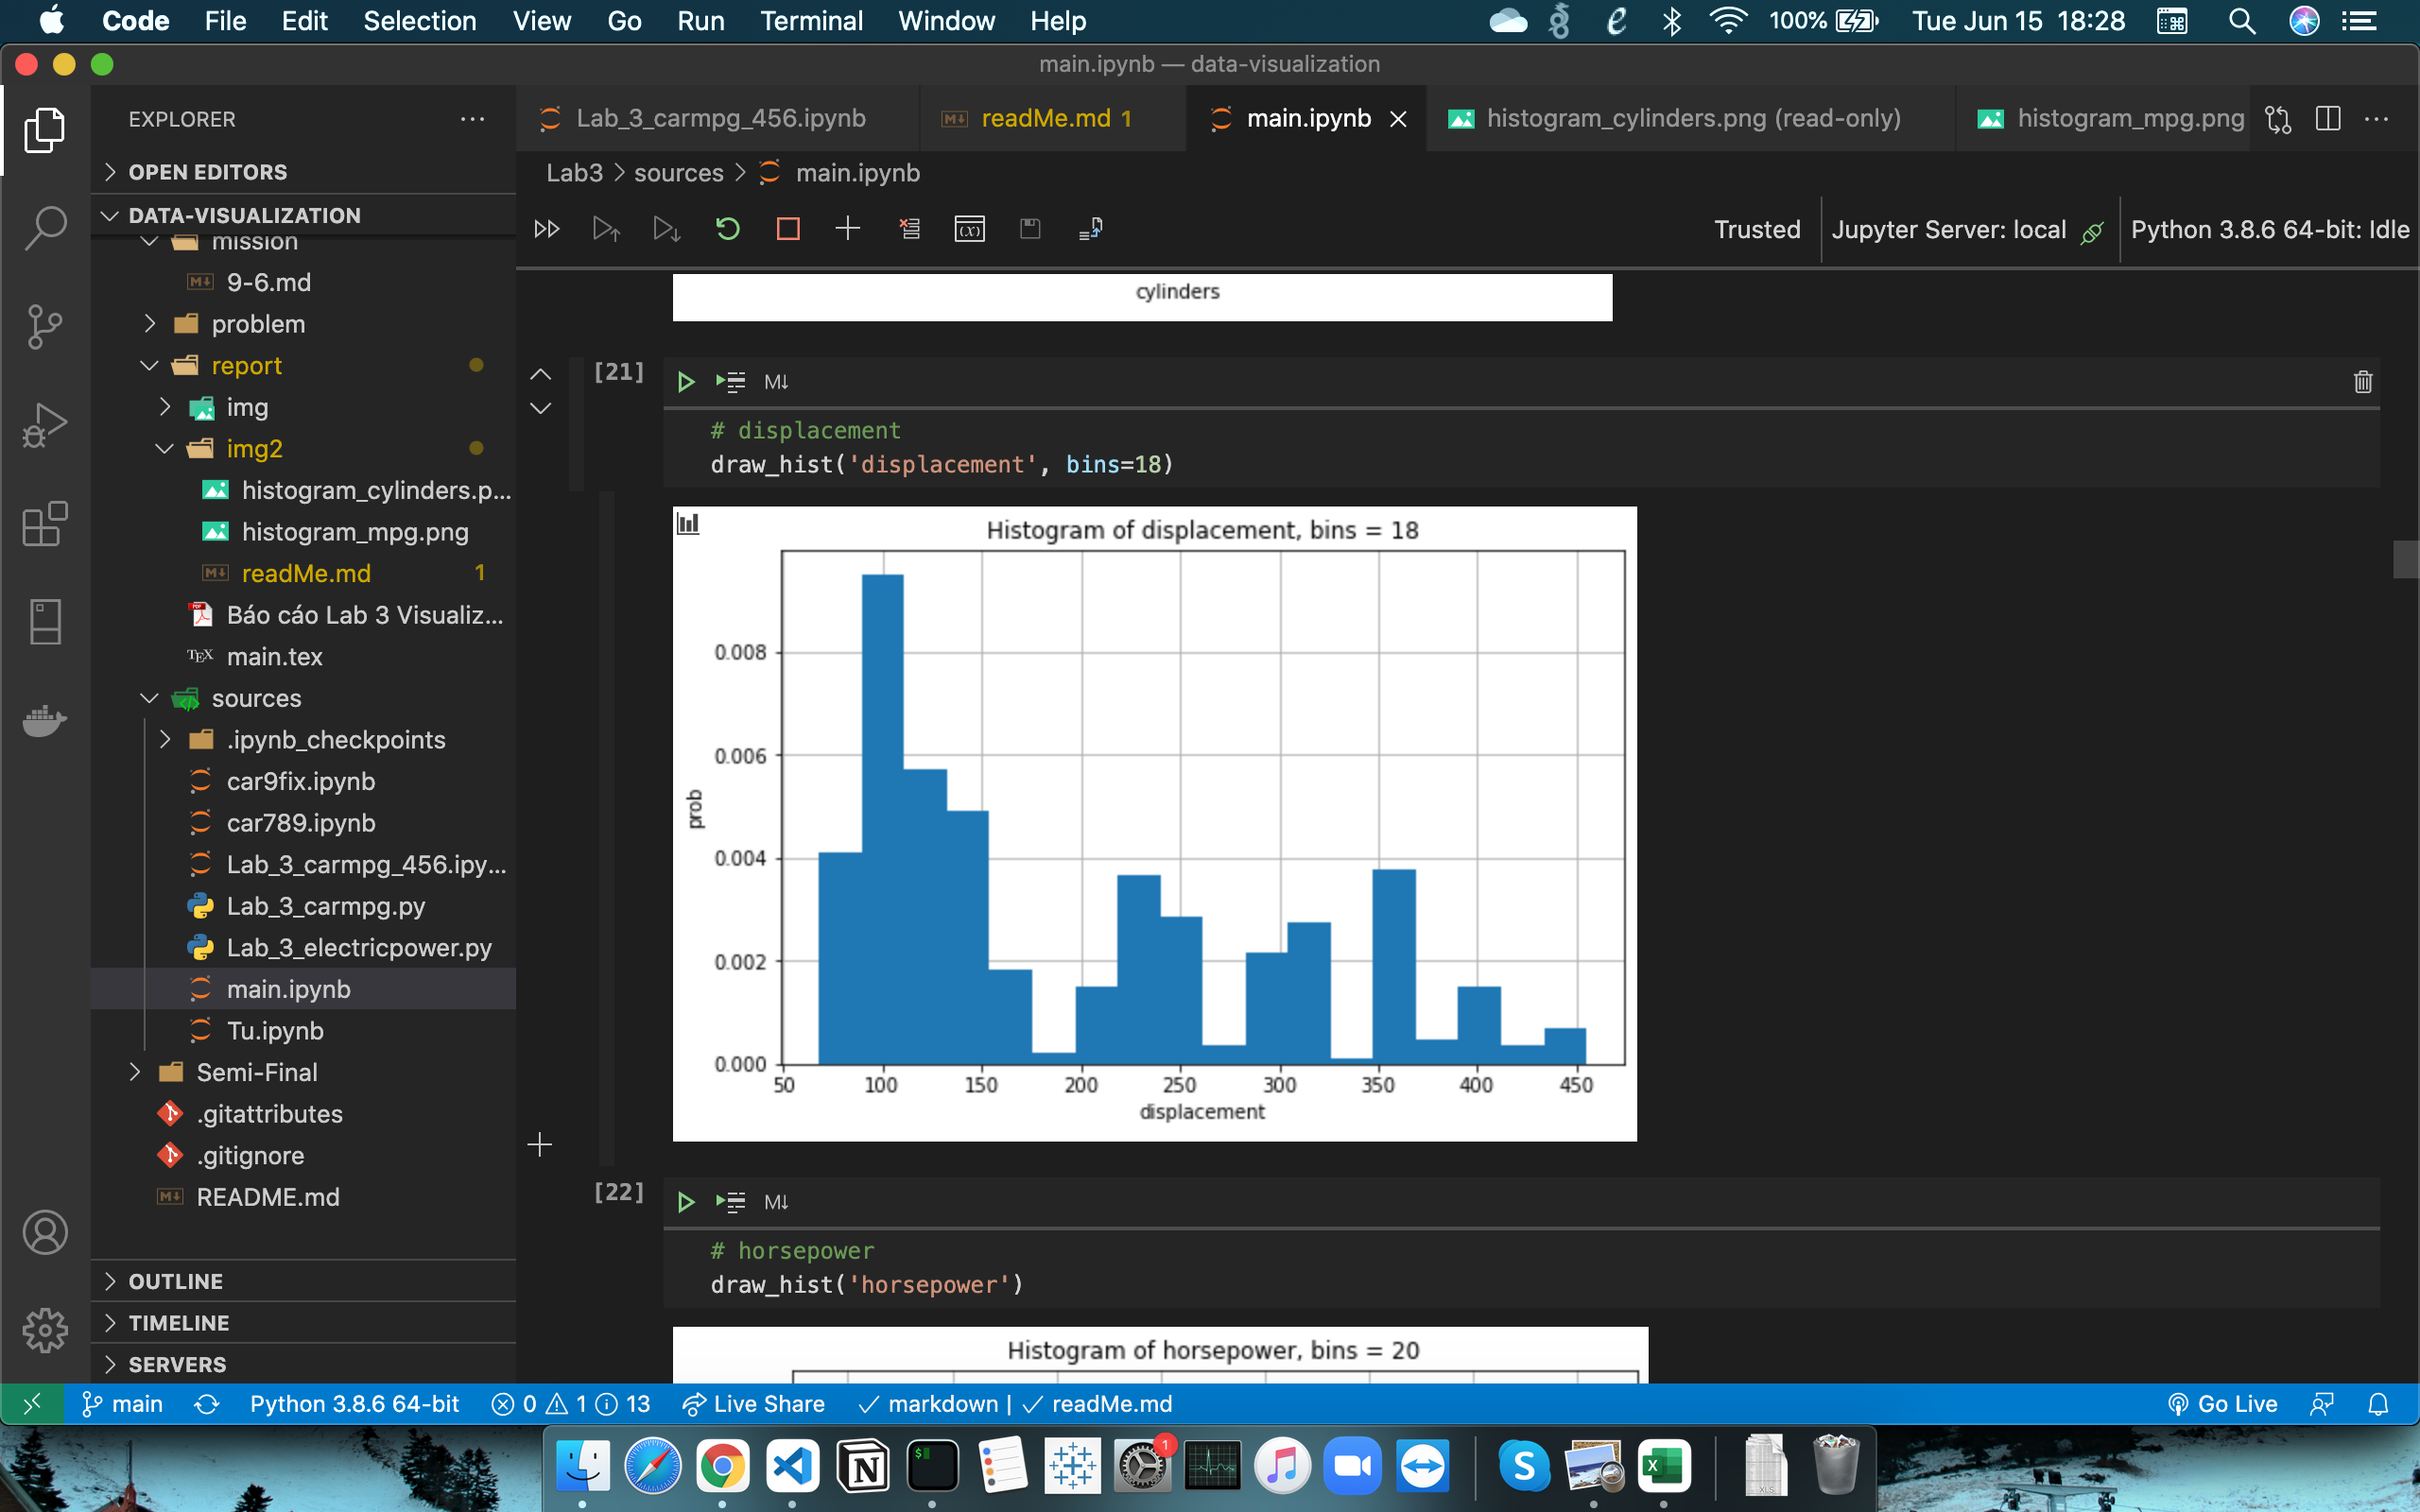 Code File Edit Selection View Go Run Terminal Window Help 100% Tue Jun 15 18:28
main.ipynb — data-visualization
EXPLORER
Lab_3_carmpg_456.ipynb readMe.md 1 main.ipynb histogram_cylinders.png (read-only) histogram_mpg.png
OPEN EDITORS
DATA-VISUALIZATION
mission
9-6.md
problem
report
img
img2
histogram_cylinders.p...
histogram_mpg.png
readMe.md 1
Báo cáo Lab 3 Visualiz...
TEX main.tex
sources
.ipynb_checkpoints
car9fix.ipynb
car789.ipynb
Lab_3_carmpg_456.ipy...
Lab_3_carmpg.py
Lab_3_electricpower.py
main.ipynb
Tu.ipynb
Semi-Final
.gitattributes
.gitignore
README.md
OUTLINE
TIMELINE
SERVERS
Lab3 > sources > main.ipynb
Trusted Jupyter Server: local Python 3.8.6 64-bit: Idle
cylinders
[21] M↓
# displacement
draw_hist('displacement', bins=18)
Histogram of displacement, bins = 18
0.008
0.006
prob
0.004
0.002
0.000
50 100 150 200 250 300 350 400 450
displacement
[22] M↓
# horsepower
draw_hist('horsepower')
Histogram of horsepower, bins = 20
main Python 3.8.6 64-bit 0 1 13 Live Share markdown | readMe.md Go Live
1